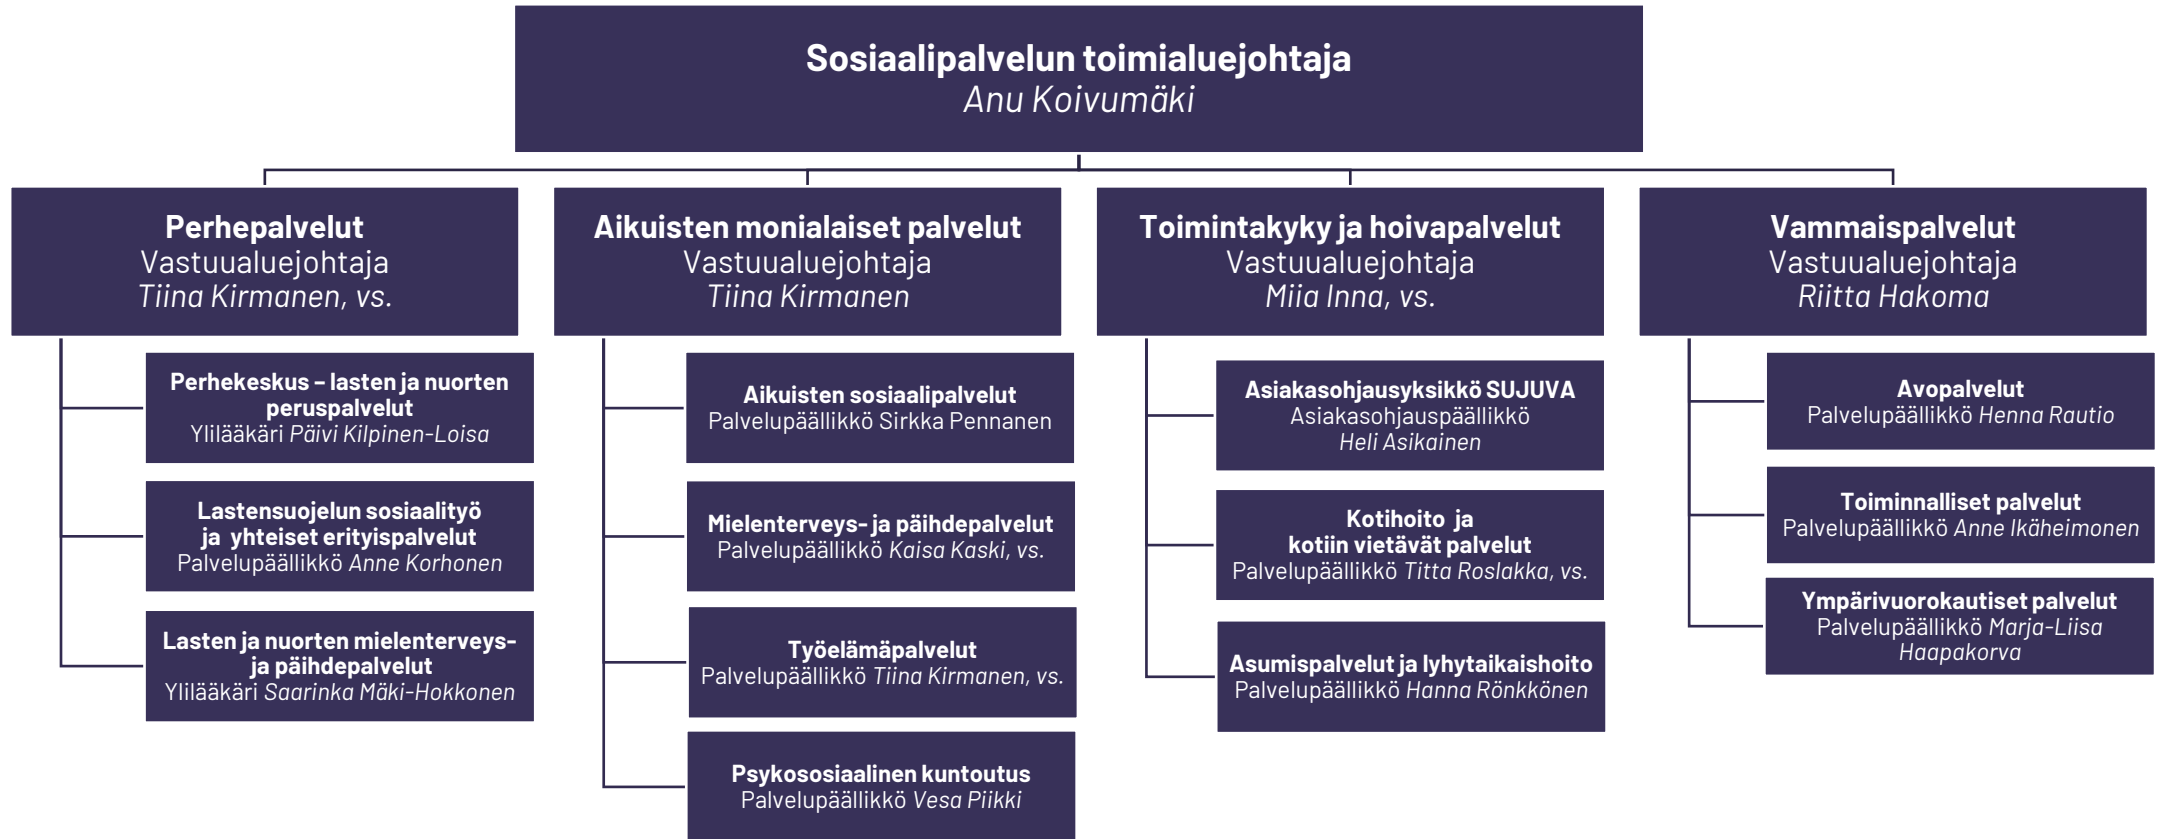 Sosiaalipalvelun toimialuejohtaja
Anu Koivumäki
Perhepalvelut
Vastuualuejohtaja
Tiina Kirmanen, vs.
Perhekeskus – lasten ja nuorten
peruspalvelut
Ylilääkäri Päivi Kilpinen-Loisa
Lastensuojelun sosiaalityö
ja yhteiset erityispalvelut
Palvelupäällikkö Anne Korhonen
Lasten ja nuorten mielenterveys-
ja päihdepalvelut
Ylilääkäri Saarinka Mäki-Hokkonen
Aikuisten monialaiset palvelut
Vastuualuejohtaja
Tiina Kirmanen
Aikuisten sosiaalipalvelut
Palvelupäällikkö Sirkka Pennanen
Mielenterveys- ja päihdepalvelut
Palvelupäällikkö Kaisa Kaski, vs.
Työelämäpalvelut
Palvelupäällikkö Tiina Kirmanen, vs.
Psykososiaalinen kuntoutus
Palvelupäällikkö Vesa Piikki
Toimintakyky ja hoivapalvelut
Vastuualuejohtaja
Miia Inna, vs.
Asiakasohjausyksikkö SUJUVA
Asiakasohjauspäällikkö
Heli Asikainen
Kotihoito ja
kotiin vietävät palvelut
Palvelupäällikkö Titta Roslakka, vs.
Asumispalvelut ja lyhytaikaishoito
Palvelupäällikkö Hanna Rönkkönen
Vammaispalvelut
Vastuualuejohtaja
Riitta Hakoma
Avopalvelut
Palvelupäällikkö Henna Rautio
Toiminnalliset palvelut
Palvelupäällikkö Anne Ikäheimonen
Ympärivuorokautiset palvelut
Palvelupäällikkö Marja-Liisa
Haapakorva